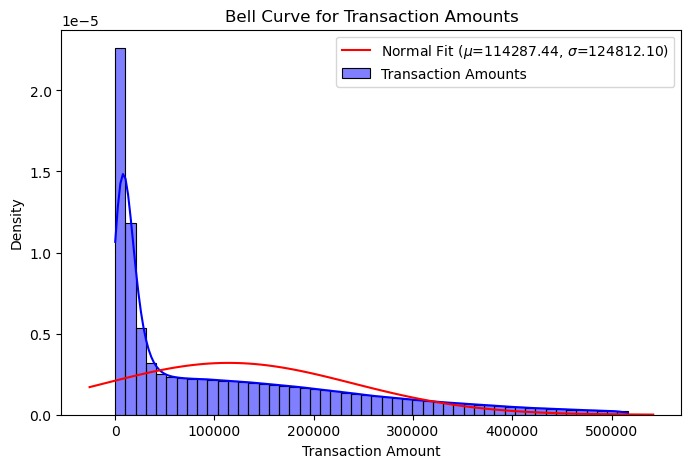 Bell Curve for Transaction Amounts
1e−5
Normal Fit (μ=114287.44, σ=124812.10)
Transaction Amounts
2.0
1.5
1.0
0.5
0.0
Density
0 100000 200000 300000 400000 500000
Transaction Amount